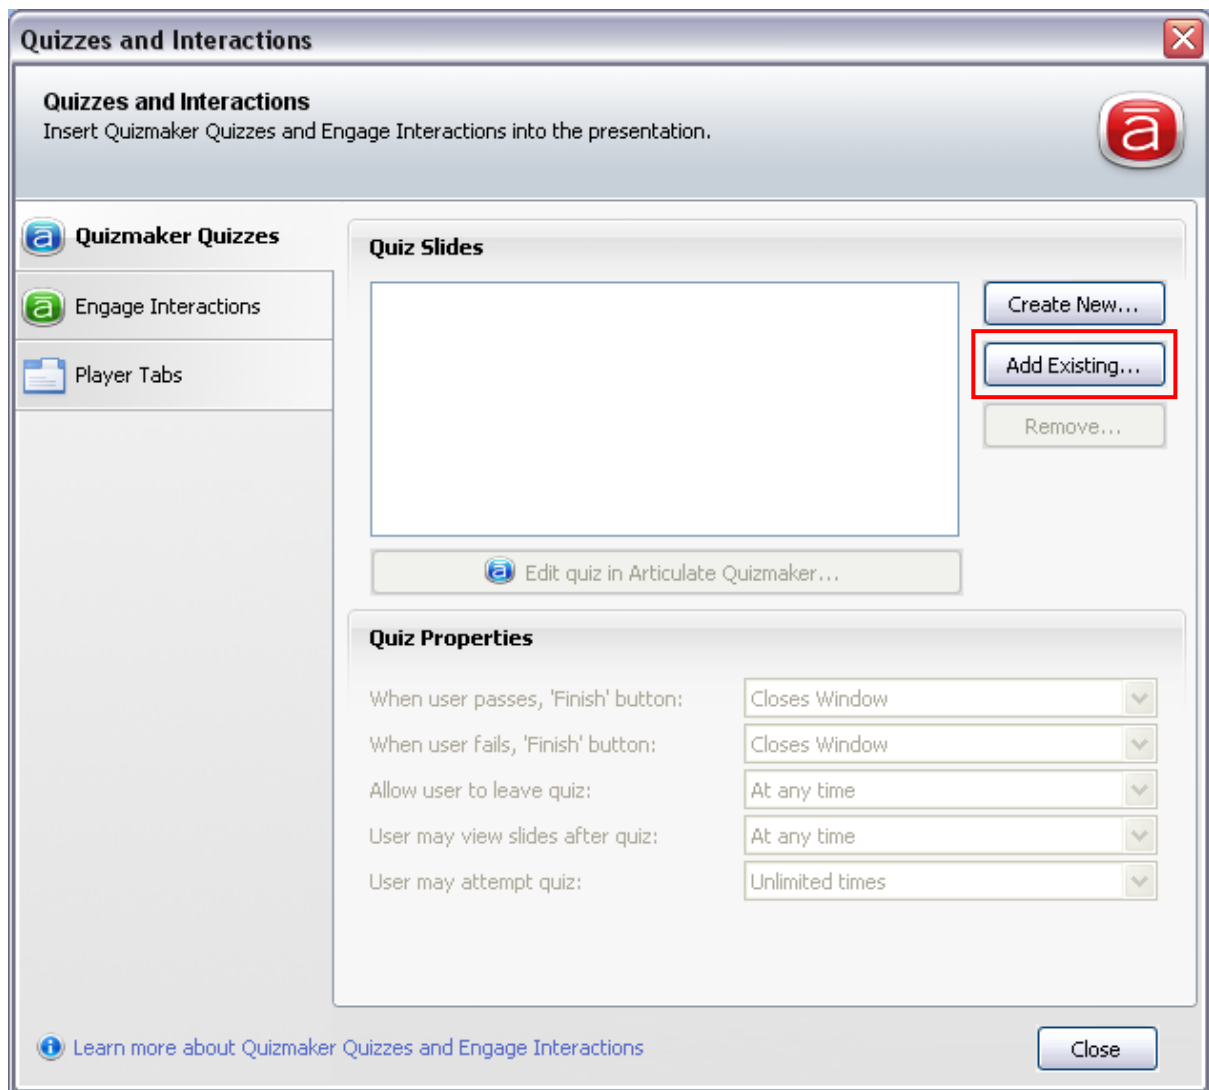 Quizzes and Interactions
Quizzes and Interactions
Insert Quizmaker Quizzes and Engage Interactions into the presentation.
Quizmaker Quizzes
Engage Interactions
Player Tabs
Quiz Slides
Create New...
Add Existing...
Remove...
Edit quiz in Articulate Quizmaker...
Quiz Properties
When user passes, 'Finish' button: Closes Window
When user fails, 'Finish' button: Closes Window
Allow user to leave quiz: At any time
User may view slides after quiz: At any time
User may attempt quiz: Unlimited times
Learn more about Quizmaker Quizzes and Engage Interactions
Close